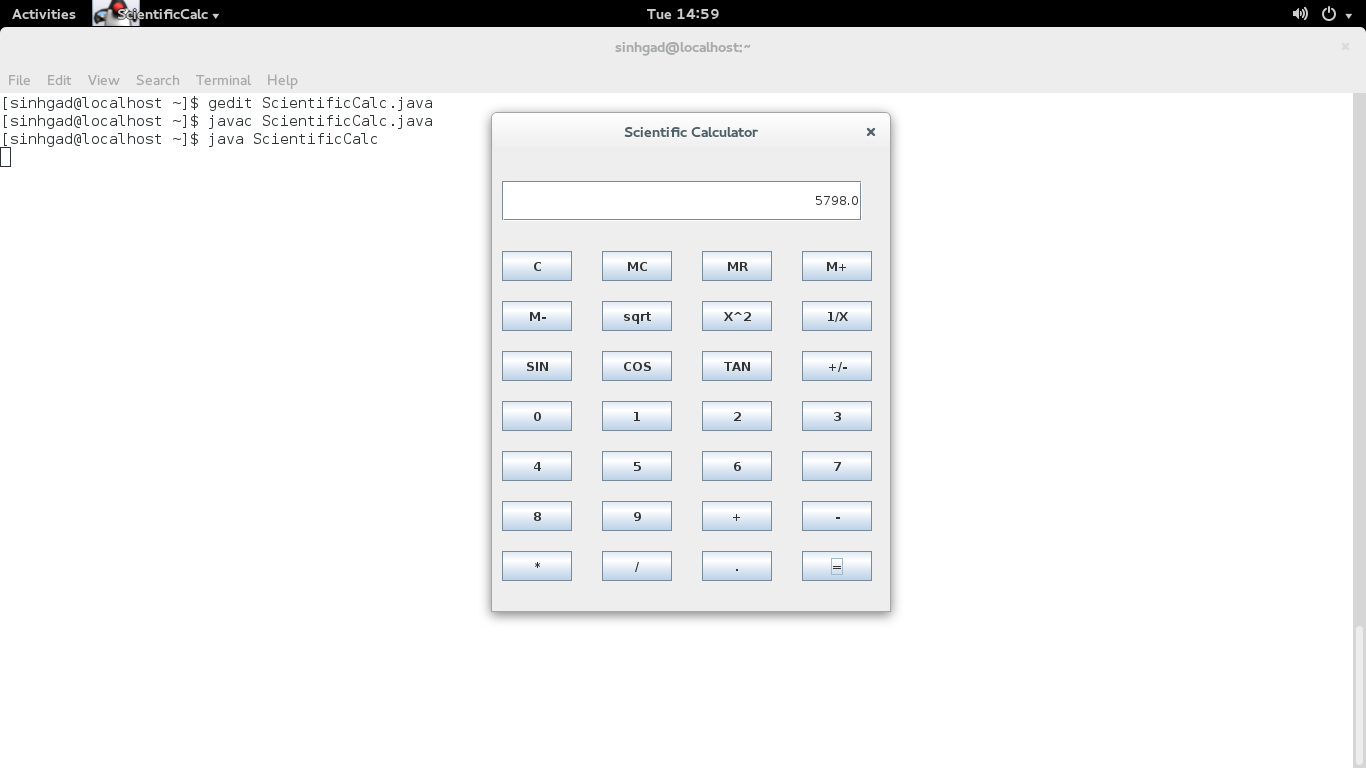 Activities ScientificCalc Tue 14:59
sinhgad@localhost:~
File Edit View Search Terminal Help
[sinhgad@localhost ~]$ gedit ScientificCalc.java
[sinhgad@localhost ~]$ javac ScientificCalc.java
[sinhgad@localhost ~]$ java ScientificCalc
Scientific Calculator
5798.0
C MC MR M+
M- sqrt X^2 1/X
SIN COS TAN +/-
0 1 2 3
4 5 6 7
8 9 + -
* / . =